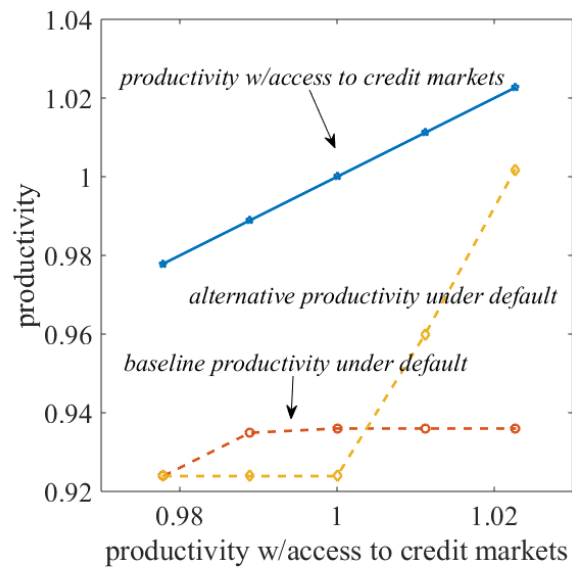 1.04
productivity w/access to credit markets
1.02
1
0.98
productivity
alternative productivity under default
0.96
baseline productivity under default
0.94
0.92
0.98 1 1.02
productivity w/access to credit markets